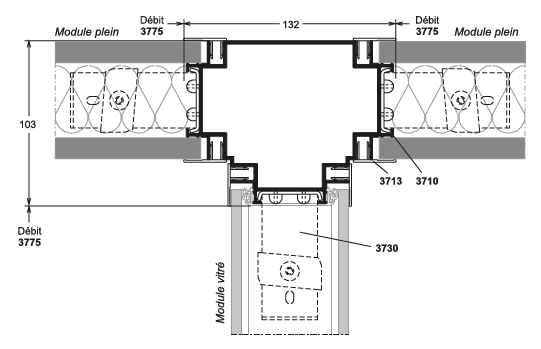 Module plein
Débit
3775
132
Débit
3775
Module plein
103
3713
3710
Débit
3775
3730
Module vitré